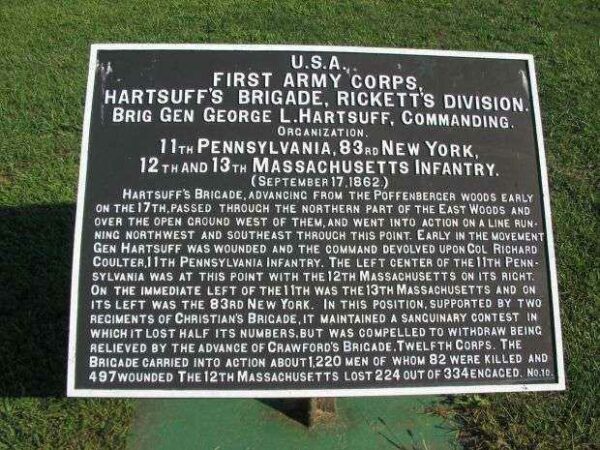 U.S.A.
FIRST ARMY CORPS,
HARTSUFF'S BRIGADE, RICKETT'S DIVISION.
BRIG GEN GEORGE L. HARTSUFF, COMMANDING.
ORGANIZATION.
11TH PENNSYLVANIA, 83RD NEW YORK,
12TH AND 13TH MASSACHUSETTS INFANTRY.
(SEPTEMBER 17, 1862.)
HARTSUFF'S BRIGADE, ADVANCING FROM THE POFFENBERGER WOODS EARLY
ON THE 17TH, PASSED THROUGH THE NORTHERN PART OF THE EAST WOODS AND
OVER THE OPEN GROUND WEST OF THEM, AND WENT INTO ACTION ON A LINE RUN-
NING NORTHWEST AND SOUTHEAST THROUGH THIS POINT. EARLY IN THE MOVEMENT
GEN HARTSUFF WAS WOUNDED AND THE COMMAND DEVOLVED UPON COL RICHARD
COULTER, 11TH PENNSYLVANIA INFANTRY. THE LEFT CENTER OF THE 11TH PENN-
SYLVANIA WAS AT THIS POINT WITH THE 12TH MASSACHUSETTS ON ITS RIGHT.
ON THE IMMEDIATE LEFT OF THE 11TH WAS THE 13TH MASSACHUSETTS AND ON
ITS LEFT WAS THE 83RD NEW YORK. IN THIS POSITION, SUPPORTED BY TWO
REGIMENTS OF CHRISTIAN'S BRIGADE, IT MAINTAINED A SANGUINARY CONTEST IN
WHICH IT LOST HALF ITS NUMBERS, BUT WAS COMPELLED TO WITHDRAW BEING
RELIEVED BY THE ADVANCE OF CRAWFORD'S BRIGADE, TWELFTH CORPS. THE
BRIGADE CARRIED INTO ACTION ABOUT 1,220 MEN OF WHOM 82 WERE KILLED AND
497 WOUNDED THE 12TH MASSACHUSETTS LOST 224 OUT OF 334 ENGAGED. NO. 10.